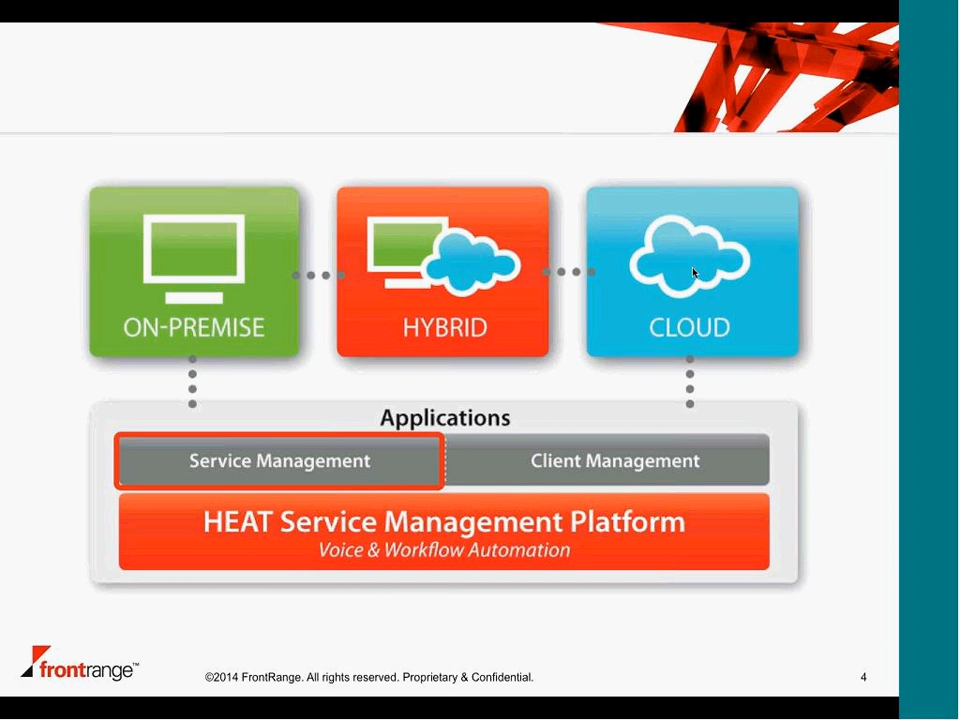 ON-PREMISE
HYBRID
CLOUD
Applications
Service Management
Client Management
HEAT Service Management Platform
Voice & Workflow Automation
frontrange™
©2014 FrontRange. All rights reserved. Proprietary & Confidential.
4